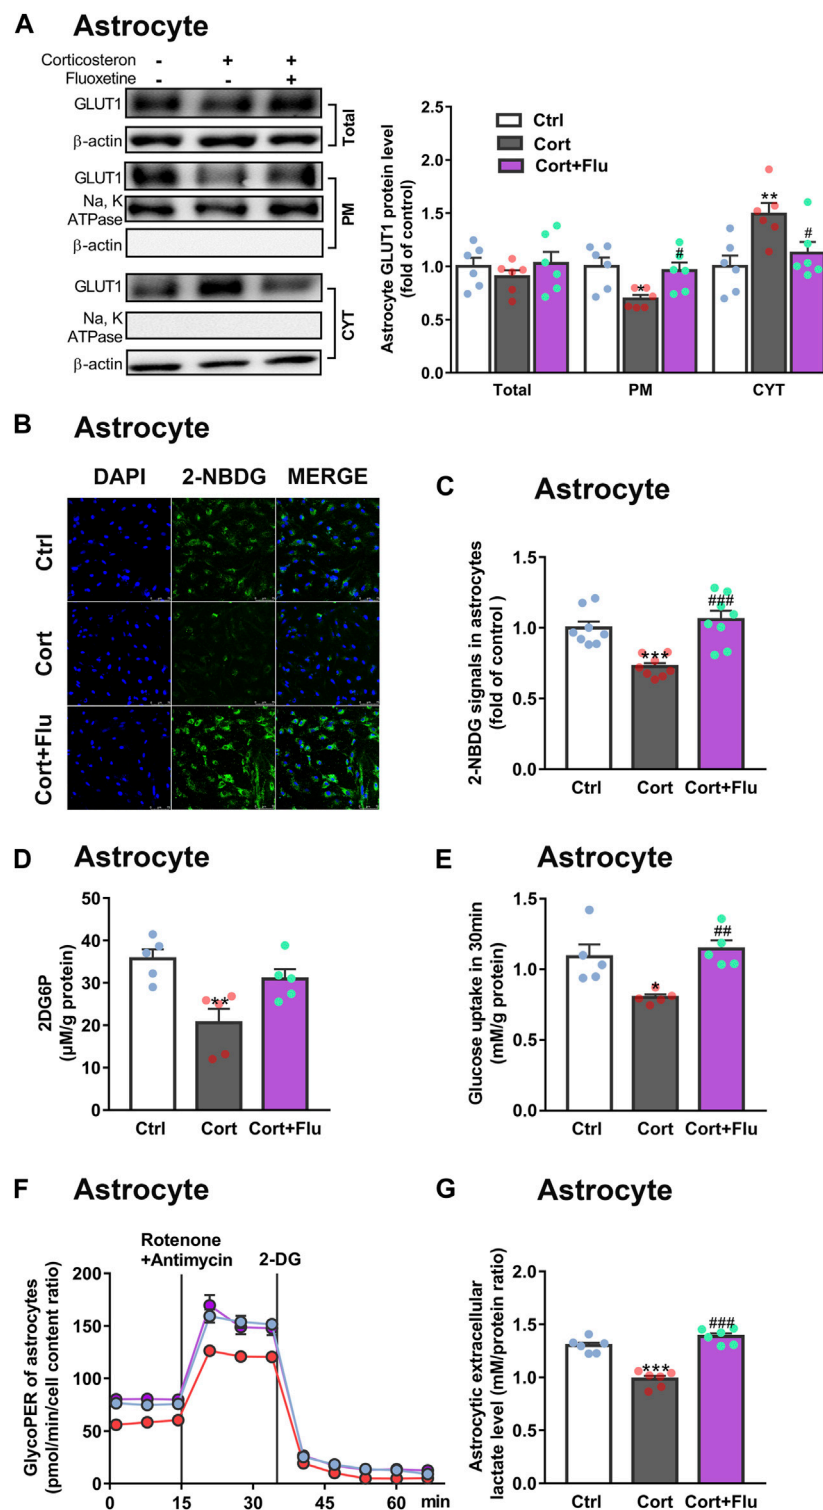 A Astrocyte
Corticosteron - + +
Fluoxetine - - +
GLUT1
β-actin
Total
GLUT1
Na, K
ATPase
β-actin
PM
GLUT1
Na, K
ATPase
β-actin
CYT
Astrocyte GLUT1 protein level
(fold of control)
2.5
2.0
1.5
1.0
0.5
0.0
Ctrl
Cort
Cort+Flu
*
#
**
#
Total PM CYT
B Astrocyte
DAPI 2-NBDG MERGE
Ctrl
Cort
Cort+Flu
C Astrocyte
2-NBDG signals in astrocytes
(fold of control )
1.5
1.0
0.5
0.0
***
###
Ctrl Cort Cort+Flu
D Astrocyte
2DG6P
(µM/g protein)
50
40
30
20
10
0
**
Ctrl Cort Cort+Flu
E Astrocyte
Glucose uptake in 30min
(mM/g protein)
1.5
1.0
0.5
0.0
*
##
Ctrl Cort Cort+Flu
F Astrocyte
Rotenone
+Antimycin 2-DG
GlycoPER of astrocytes
(pmol/min/cell content ratio)
200
150
100
50
0
0 15 45 60 min
G Astrocyte
Astrocytic extracellular
lactate level (mM/protein ratio)
2.0
1.5
1.0
0.5
0.0
***
###
Ctrl Cort Cort+Flu